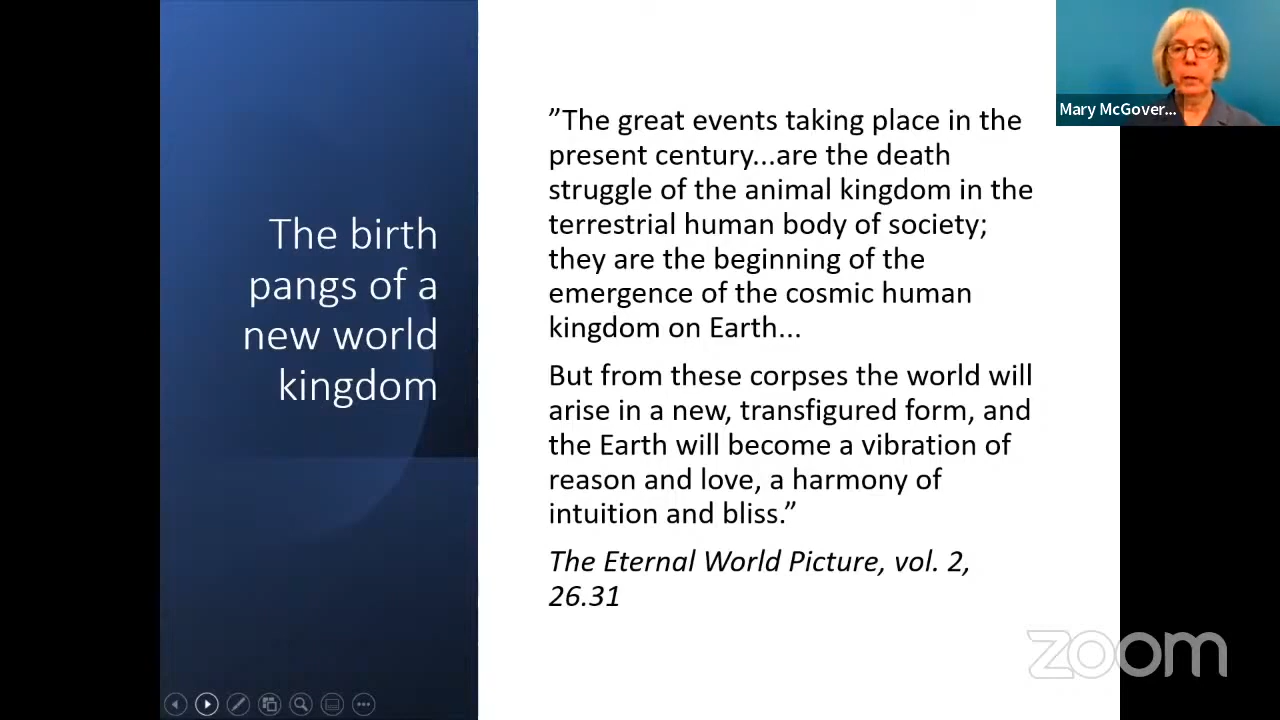 The birth
pangs of a
new world
kingdom
”The great events taking place in the
present century...are the death
struggle of the animal kingdom in the
terrestrial human body of society;
they are the beginning of the
emergence of the cosmic human
kingdom on Earth...
But from these corpses the world will
arise in a new, transfigured form, and
the Earth will become a vibration of
reason and love, a harmony of
intuition and bliss.”
The Eternal World Picture, vol. 2,
26.31
Mary McGover...
zoom